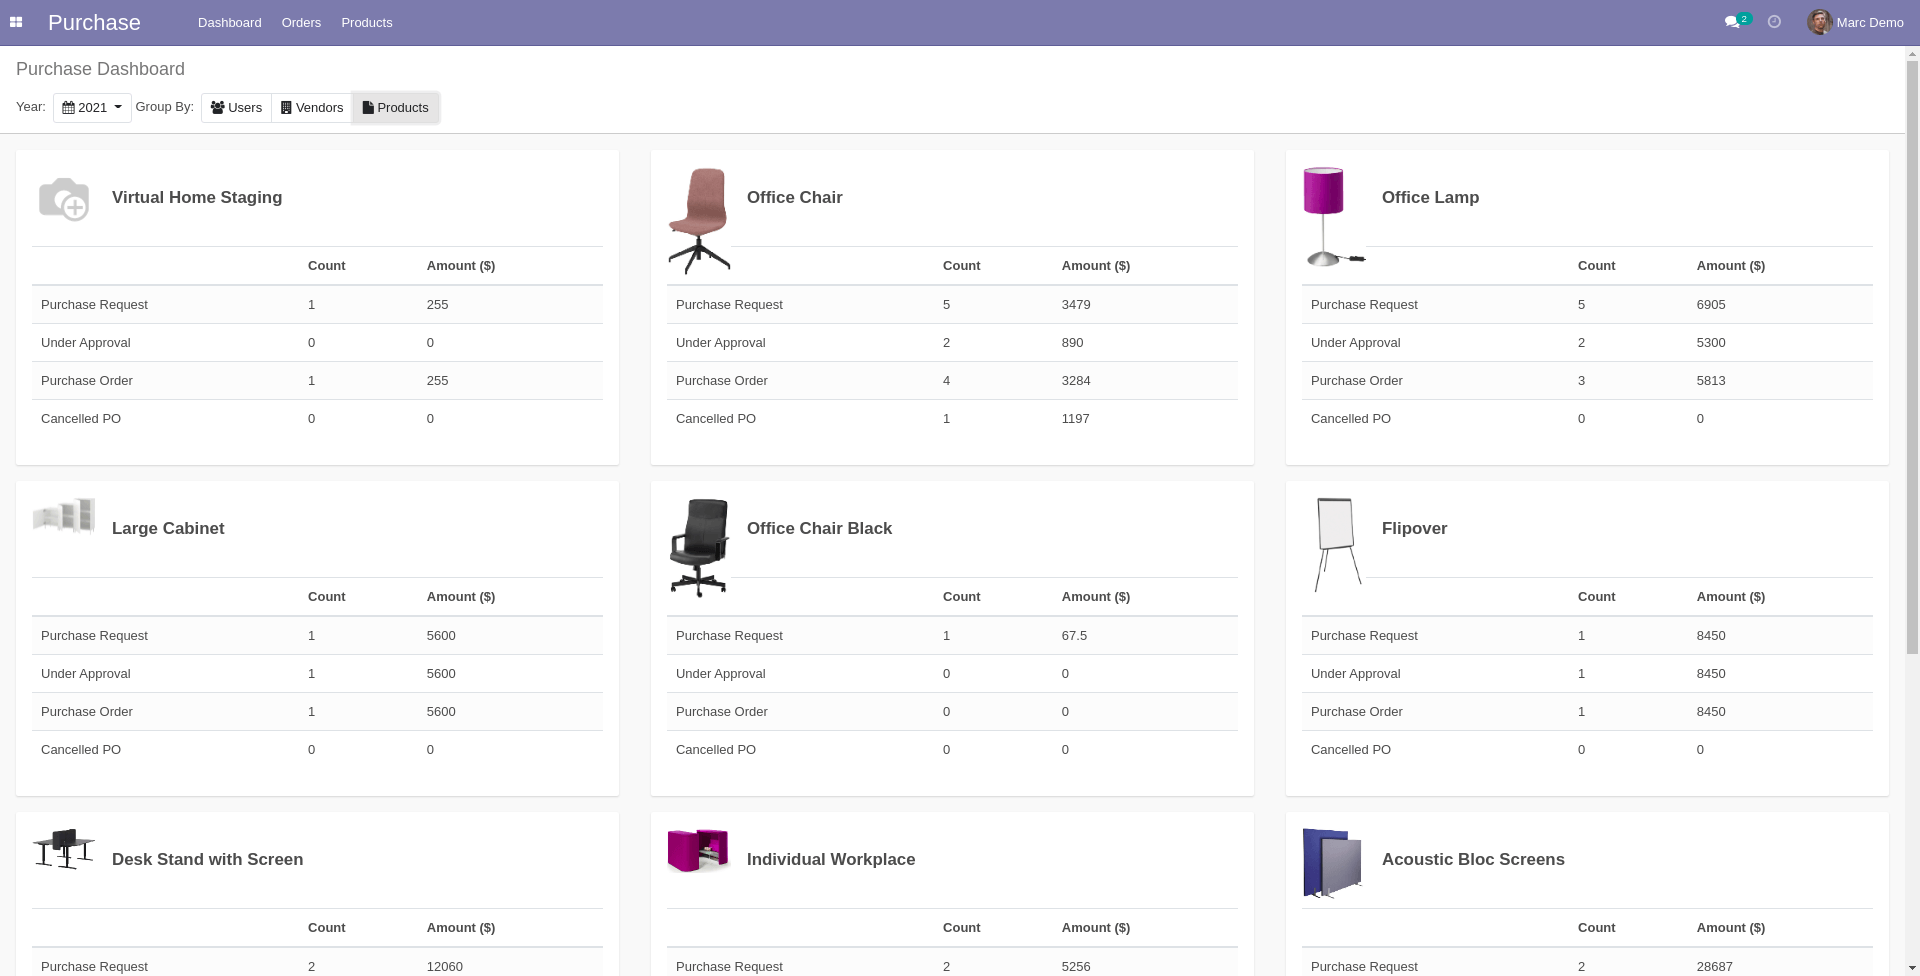 Purchase Dashboard Orders Products 2 Marc Demo
Purchase Dashboard
Year: 2021 Group By: Users Vendors Products
Virtual Home Staging
Count Amount ($)
Purchase Request 1 255
Under Approval 0 0
Purchase Order 1 255
Cancelled PO 0 0
Office Chair
Count Amount ($)
Purchase Request 5 3479
Under Approval 2 890
Purchase Order 4 3284
Cancelled PO 1 1197
Office Lamp
Count Amount ($)
Purchase Request 5 6905
Under Approval 2 5300
Purchase Order 3 5813
Cancelled PO 0 0
Large Cabinet
Count Amount ($)
Purchase Request 1 5600
Under Approval 1 5600
Purchase Order 1 5600
Cancelled PO 0 0
Office Chair Black
Count Amount ($)
Purchase Request 1 67.5
Under Approval 0 0
Purchase Order 0 0
Cancelled PO 0 0
Flipover
Count Amount ($)
Purchase Request 1 8450
Under Approval 1 8450
Purchase Order 1 8450
Cancelled PO 0 0
Desk Stand with Screen
Count Amount ($)
Purchase Request 2 12060
Individual Workplace
Count Amount ($)
Purchase Request 2 5256
Acoustic Bloc Screens
Count Amount ($)
Purchase Request 2 28687